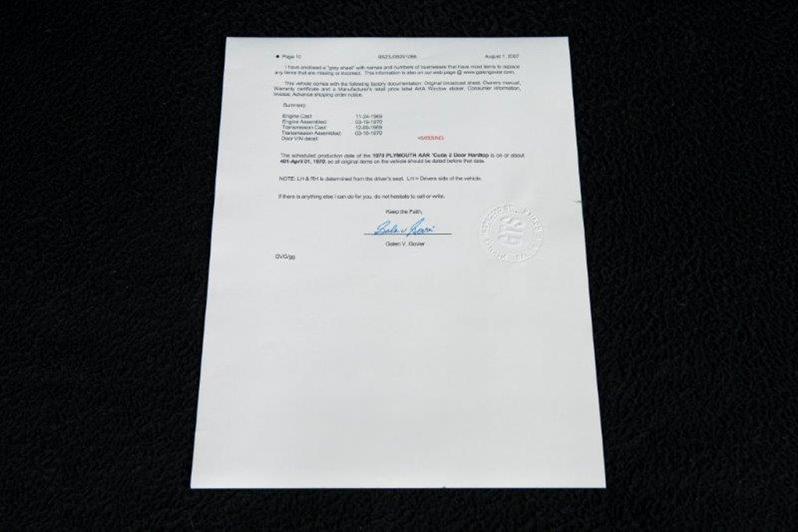 Page 10 BS23J0B291086 August 1, 2007
I have enclosed a "grey sheet" with names and numbers of businesses that have most items to replace
any items that are missing or incorrect. This information is also on our web page @ www.galengovier.com.
This vehicle comes with the following factory documentation: Original broadcast sheet, Owners manual,
Warranty certificate and a Manufacturer's retail price label AKA Window sticker, Consumer Information,
Invoice, Advance shipping order notice.
Summary:
Engine Cast: 11-24-1969
Engine Assembled: 03-19-1970
Transmission Cast: 12-09-1969
Transmission Assembled: 03-16-1970
Door VIN decal: <MISSING>
The scheduled production date of the 1970 PLYMOUTH AAR 'Cuda 2 Door Hardtop is on or about
401-April 01, 1970, so all original items on the vehicle should be dated before that date.
NOTE: LH & RH is determined from the driver's seat. LH = Drivers side of the vehicle.
If there is anything else I can do for you, do not hesitate to call or write.
Keep the Faith,
Galen V. Govier
Galen V. Govier
GVG/gg